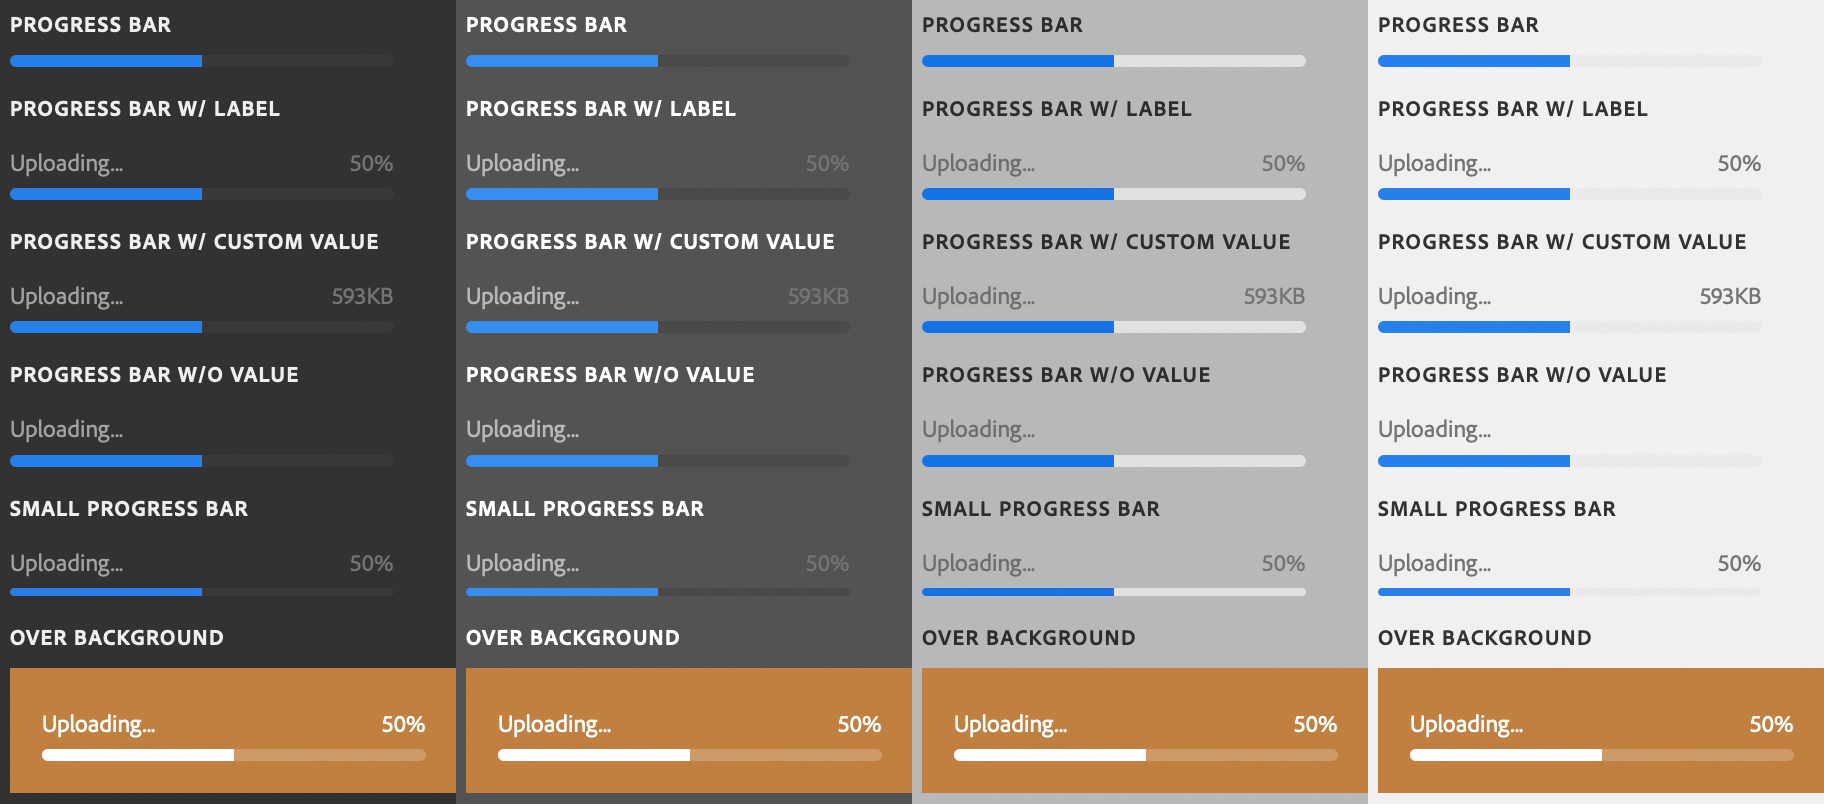 PROGRESS BAR
PROGRESS BAR W/ LABEL
Uploading... 50%
PROGRESS BAR W/ CUSTOM VALUE
Uploading... 593KB
PROGRESS BAR W/O VALUE
Uploading...
SMALL PROGRESS BAR
Uploading... 50%
OVER BACKGROUND
Uploading... 50%
PROGRESS BAR
PROGRESS BAR W/ LABEL
Uploading... 50%
PROGRESS BAR W/ CUSTOM VALUE
Uploading... 593KB
PROGRESS BAR W/O VALUE
Uploading...
SMALL PROGRESS BAR
Uploading... 50%
OVER BACKGROUND
Uploading... 50%
PROGRESS BAR
PROGRESS BAR W/ LABEL
Uploading... 50%
PROGRESS BAR W/ CUSTOM VALUE
Uploading... 593KB
PROGRESS BAR W/O VALUE
Uploading...
SMALL PROGRESS BAR
Uploading... 50%
OVER BACKGROUND
Uploading... 50%
PROGRESS BAR
PROGRESS BAR W/ LABEL
Uploading... 50%
PROGRESS BAR W/ CUSTOM VALUE
Uploading... 593KB
PROGRESS BAR W/O VALUE
Uploading...
SMALL PROGRESS BAR
Uploading... 50%
OVER BACKGROUND
Uploading... 50%